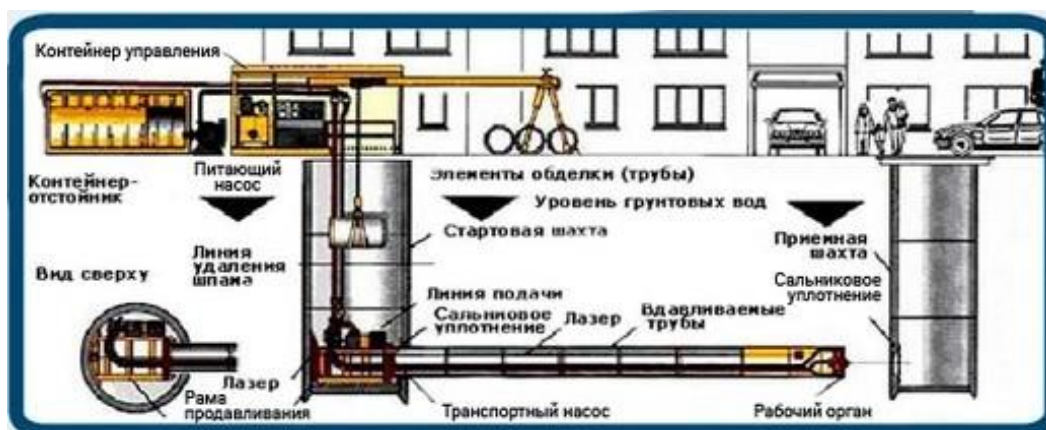 Контейнер управления
Питающий
насос
Контейнер-
отстойник
Элементы обделки (трубы)
Уровень грунтовых вод
Стартовая шахта
Приемная
шахта
Линия
удаления
шпама
Вид сверху
Сальниковое
уплотнение
Линия подачи
Сальниковое
уплотнение
Лазер
Вдавливаемые
трубы
Лазер
Рама
продавливания
Транспортный насос
Рабочий орган